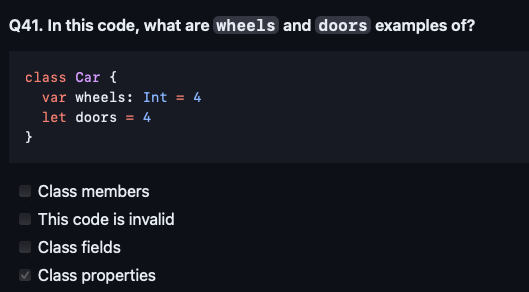 Q41. In this code, what are wheels and doors examples of?
class Car {
  var wheels: Int = 4
  let doors = 4
}
Class members
This code is invalid
Class fields
Class properties